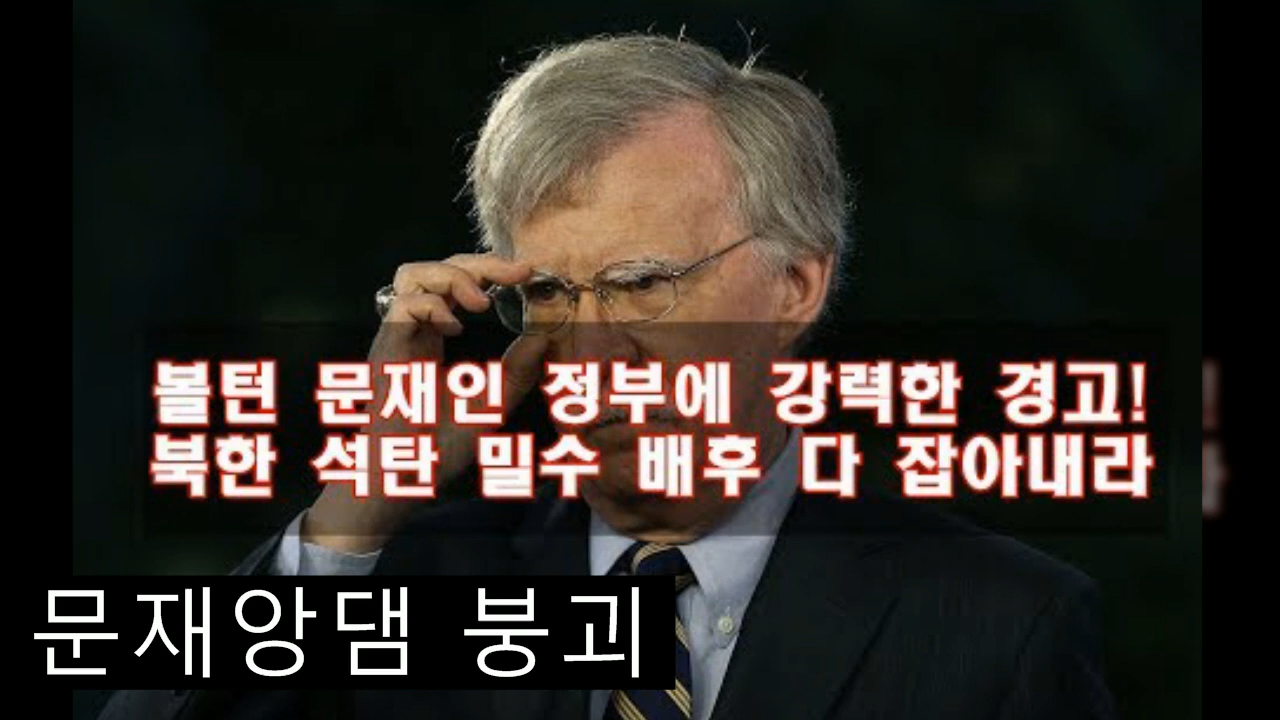 볼턴 문재인 정부에 강력한 경고!
북한 석탄 밀수 배후 다 잡아내라
문재앙댐 붕괴